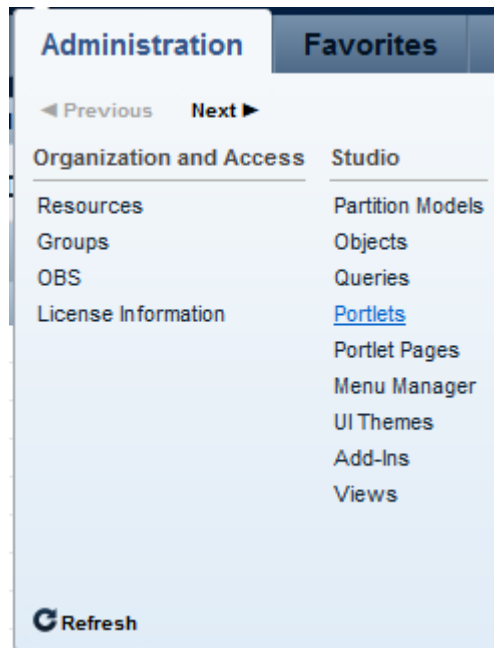 Administration Favorites
◄ Previous Next ►
Organization and Access Studio
Resources Partition Models
Groups Objects
OBS Queries
License Information Portlets
Portlet Pages
Menu Manager
UI Themes
Add-Ins
Views
Refresh